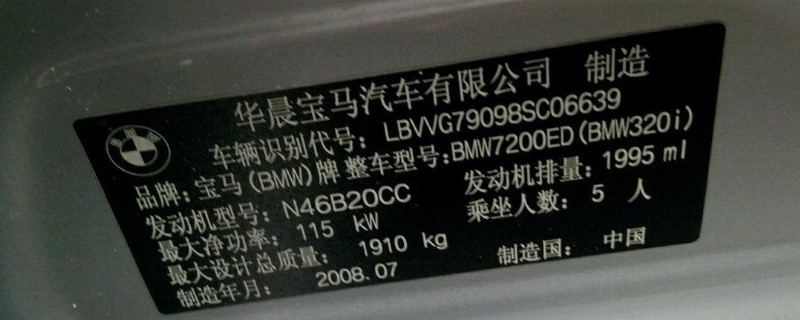 华晨宝马汽车有限公司 制造
车辆识别代号: LBVVG79098SC06639
品牌: 宝马(BMW)牌 整车型号: BMW7200ED(BMW320i)
发动机型号: N46B20CC 发动机排量: 1995 ml
最大净功率: 115 kW 乘坐人数: 5 人
最大设计总质量: 1910 kg
制造年月: 2008.07 制造国: 中国